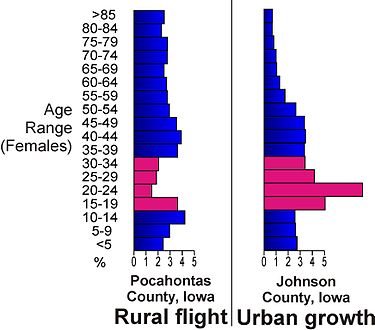 >85
80-84
75-79
70-74
65-69
60-64
55-59
50-54
45-49
40-44
35-39
30-34
25-29
20-24
15-19
10-14
5-9
<5
Age
Range
(Females)
%
0 1 2 3 4 5
0 1 2 3 4 5
Pocahontas
County, Iowa
Johnson
County, Iowa
Rural flight
Urban growth